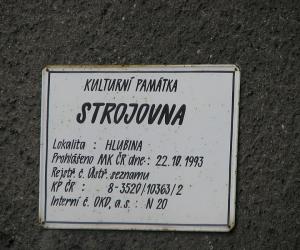 KULTURNÍ PAMÁTKA
STROJOVNA
Lokalita : HLUBINA
Prohlášeno MK ČR dne : 22. 10. 1993
Rejstř. č. Ústř. seznamu
KP ČR : 8-3520/10363/2
Interní č. OKD, a. s. : N 20